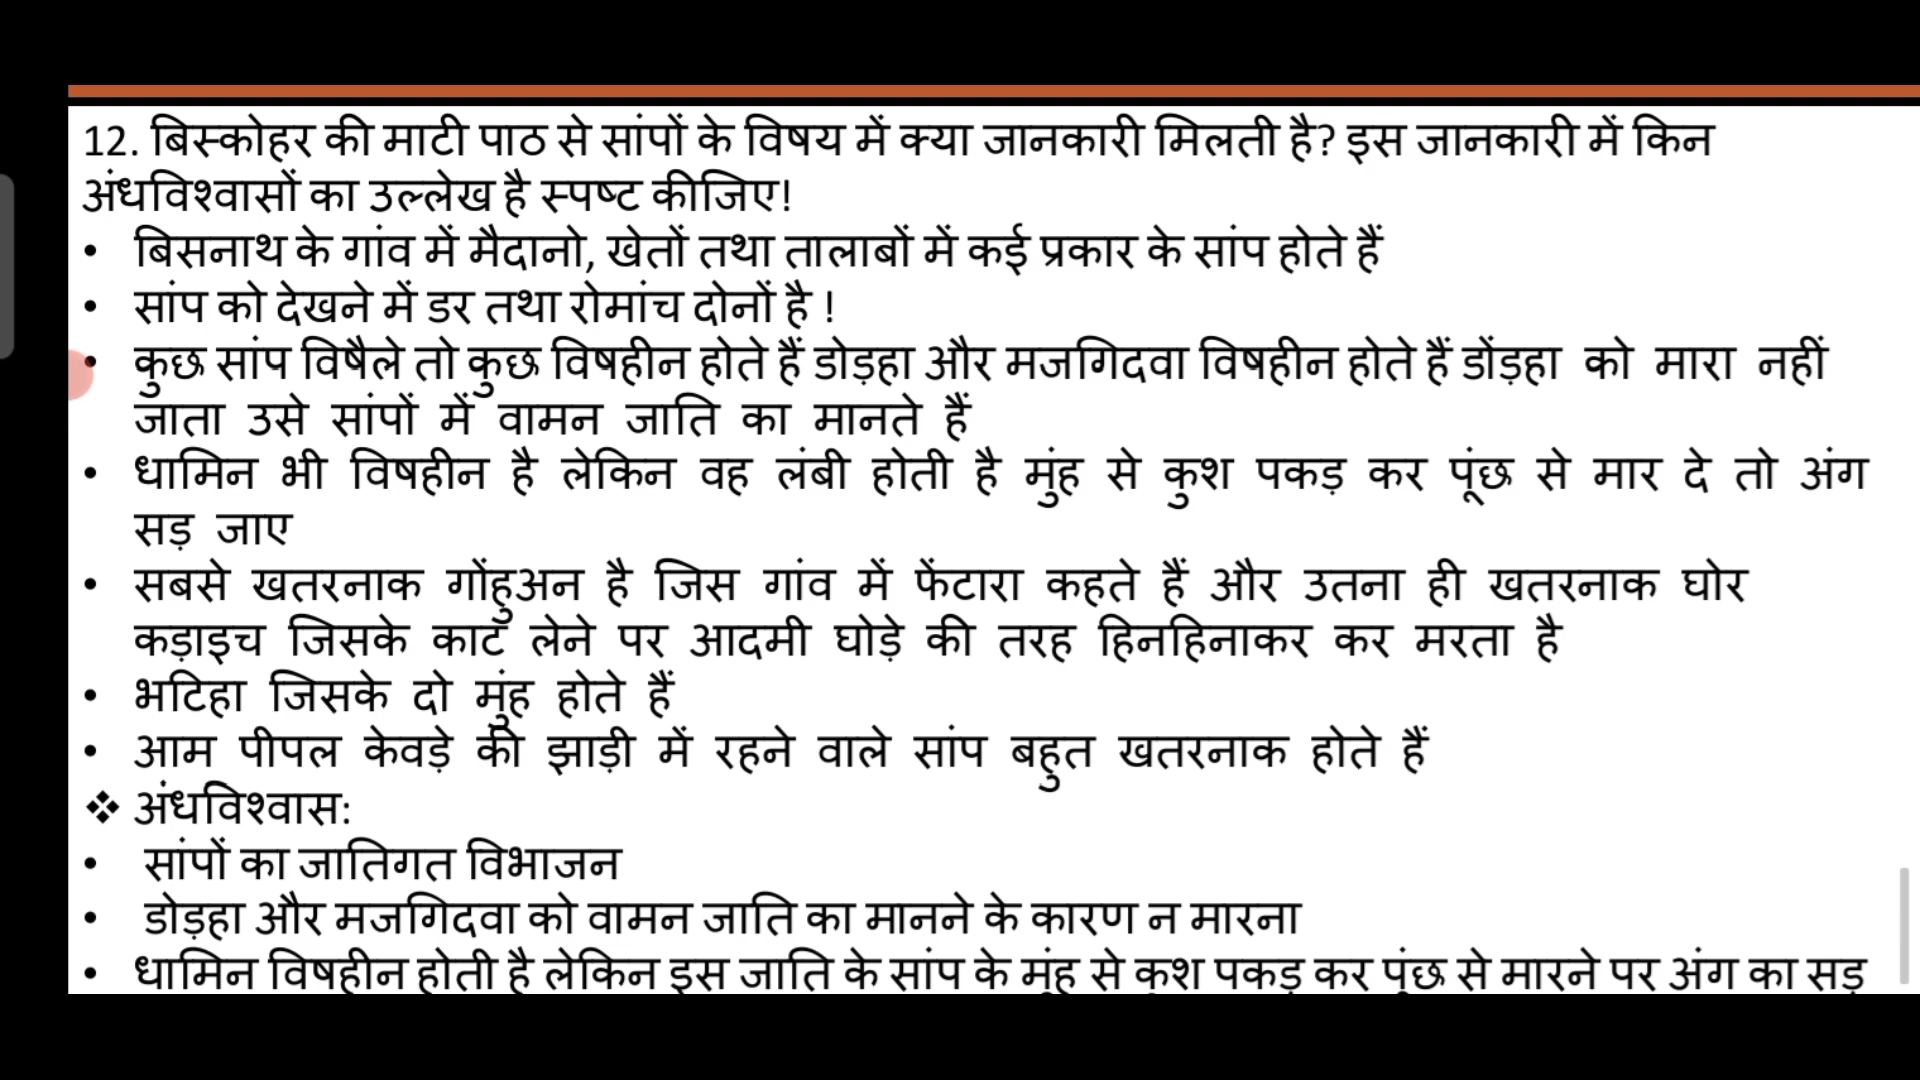 12. बिस्कोहर की माटी पाठ से सांपों के विषय में क्या जानकारी मिलती है? इस जानकारी में किन
अंधविश्वासों का उल्लेख है स्पष्ट कीजिए!
• बिसनाथ के गांव में मैदानो, खेतों तथा तालाबों में कई प्रकार के सांप होते हैं
• सांप को देखने में डर तथा रोमांच दोनों है !
• कुछ सांप विषैले तो कुछ विषहीन होते हैं डोड़हा और मजगिदवा विषहीन होते हैं डोंड़हा को मारा नहीं
जाता उसे सांपों में वामन जाति का मानते हैं
• धामिन भी विषहीन है लेकिन वह लंबी होती है मुंह से कुश पकड़ कर पूंछ से मार दे तो अंग
सड़ जाए
• सबसे खतरनाक गोंहुअन है जिस गांव में फेंटारा कहते हैं और उतना ही खतरनाक घोर
कड़ाइच जिसके काट लेने पर आदमी घोड़े की तरह हिनहिनाकर कर मरता है
• भटिहा जिसके दो मुंह होते हैं
• आम पीपल केवड़े की झाड़ी में रहने वाले सांप बहुत खतरनाक होते हैं
❖ अंधविश्वास:
• सांपों का जातिगत विभाजन
• डोड़हा और मजगिदवा को वामन जाति का मानने के कारण न मारना
• धामिन विषहीन होती है लेकिन इस जाति के सांप के मुंह से कुश पकड़ कर पूंछ से मारने पर अंग का सड़